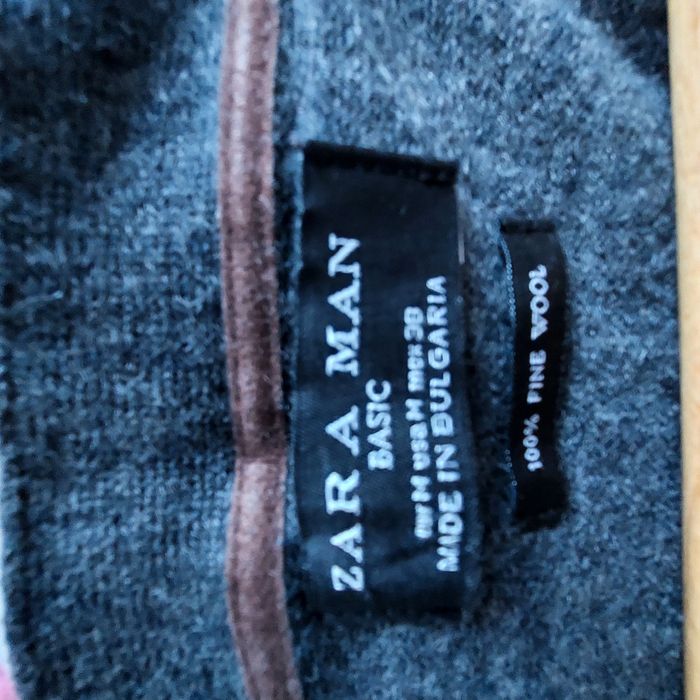 ZARA MAN
BASIC
EUR M USA M MEX 38
MADE IN BULGARIA
100% FINE WOOL